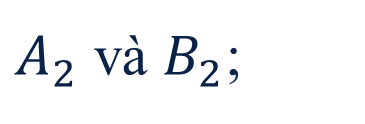 A₂ và B₂;